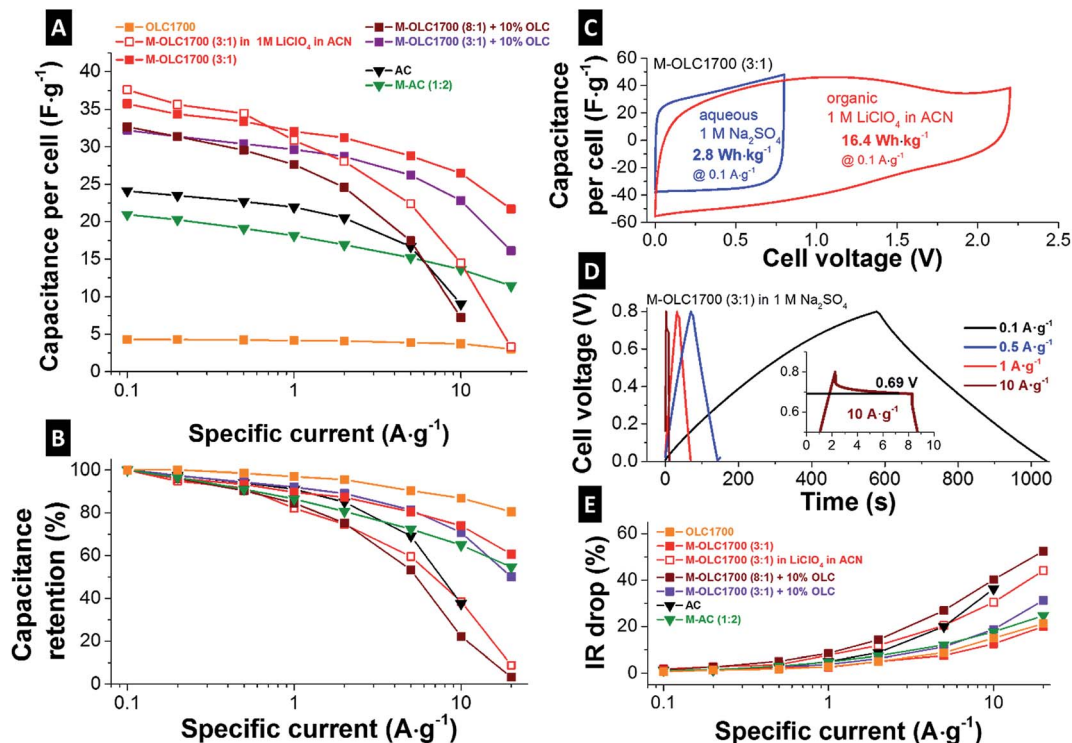 A
OLC1700
M-OLC1700 (3:1) in 1M LiClO₄ in ACN
M-OLC1700 (3:1)
M-OLC1700 (8:1) + 10% OLC
M-OLC1700 (3:1) + 10% OLC
AC
M-AC (1:2)
Capacitance per cell (F·g⁻¹)
40
35
30
25
20
15
10
5
0
0.1
1
10
Specific current (A·g⁻¹)
B
Capacitance
retention (%)
100
80
60
40
20
0
0.1
1
10
Specific current (A·g⁻¹)
C
M-OLC1700 (3:1)
Capacitance
per cell (F·g⁻¹)
60
40
20
0
-20
-40
-60
aqueous
1 M Na₂SO₄
2.8 Wh·kg⁻¹
@ 0.1 A·g⁻¹
organic
1 M LiClO₄ in ACN
16.4 Wh·kg⁻¹
@ 0.1 A·g⁻¹
0.0
0.5
1.0
1.5
2.0
2.5
Cell voltage (V)
D
M-OLC1700 (3:1) in 1 M Na₂SO₄
Cell voltage (V)
0.8
0.6
0.4
0.2
0.0
0.1 A·g⁻¹
0.5 A·g⁻¹
1 A·g⁻¹
10 A·g⁻¹
0.69 V
0.8
0.6
10 A·g⁻¹
0
2
4
6
8
10
0
200
400
600
800
1000
Time (s)
E
OLC1700
M-OLC1700 (3:1)
M-OLC1700 (3:1) in LiClO₄ in ACN
M-OLC1700 (8:1) + 10% OLC
M-OLC1700 (3:1) + 10% OLC
AC
M-AC (1:2)
IR drop (%)
60
40
20
0
0.1
1
10
Specific current (A·g⁻¹)